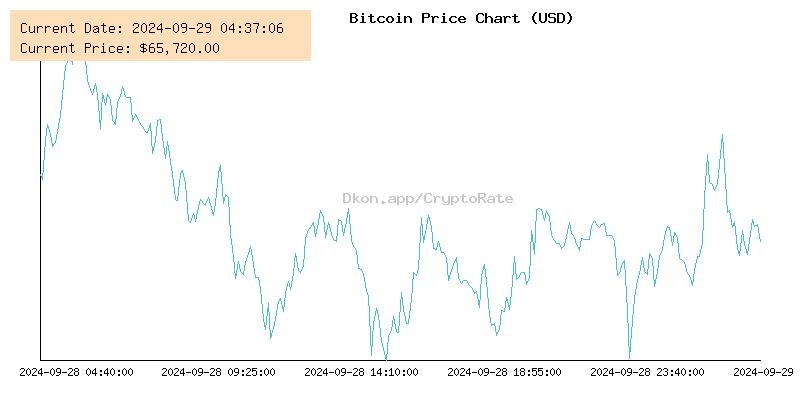 Bitcoin Price Chart (USD)
Current Date: 2024-09-29 04:37:06
Current Price: $65,720.00
Dkon.app/CryptoRate
2024-09-28 04:40:00 2024-09-28 09:25:00 2024-09-28 14:10:00 2024-09-28 18:55:00 2024-09-28 23:40:00 2024-09-29